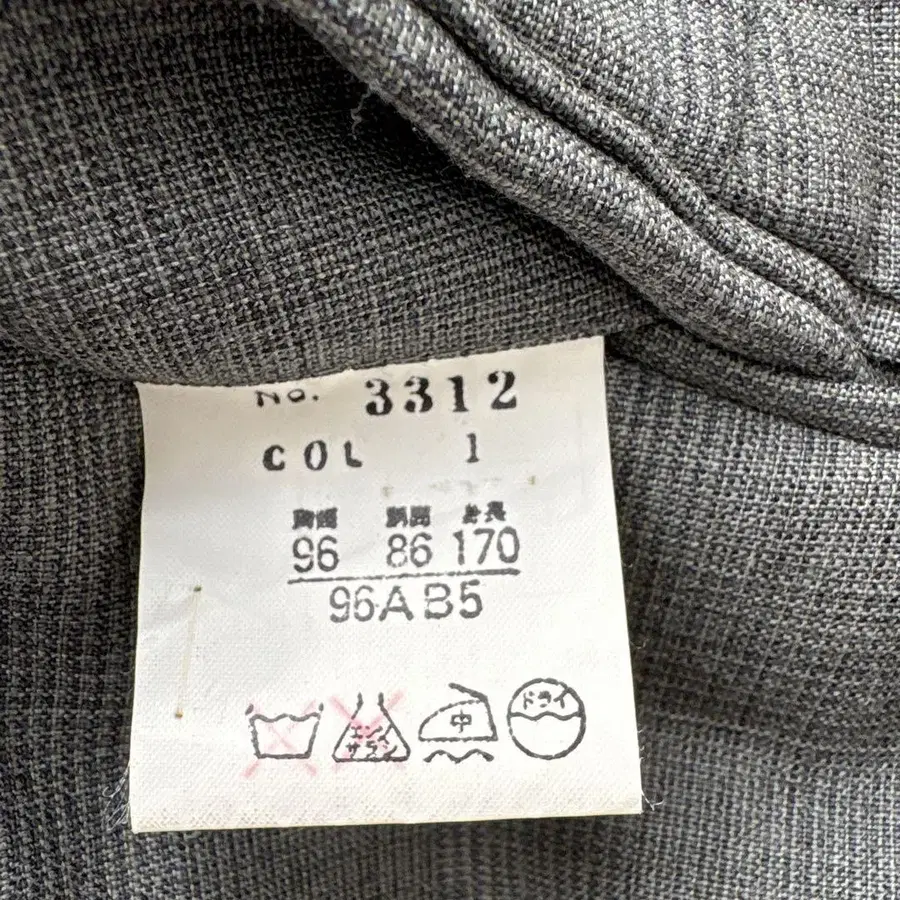 No. 3312
COL 1
胸囲 胴囲 身長
96 86 170
96AB5
エンソ サラシ
中
ドライ